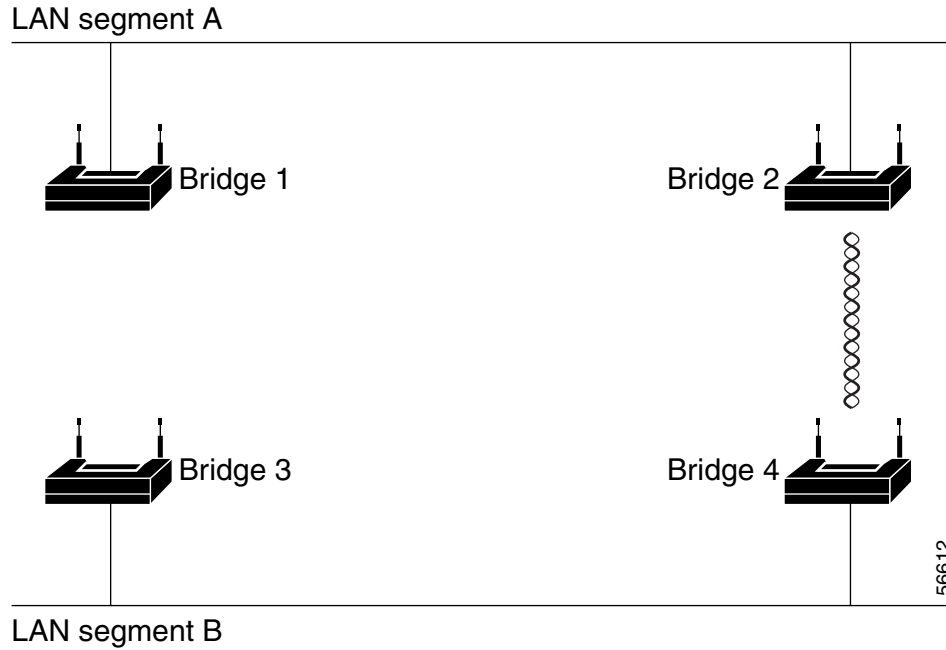 LAN segment A
Bridge 1
Bridge 2
Bridge 3
Bridge 4
56612
LAN segment B